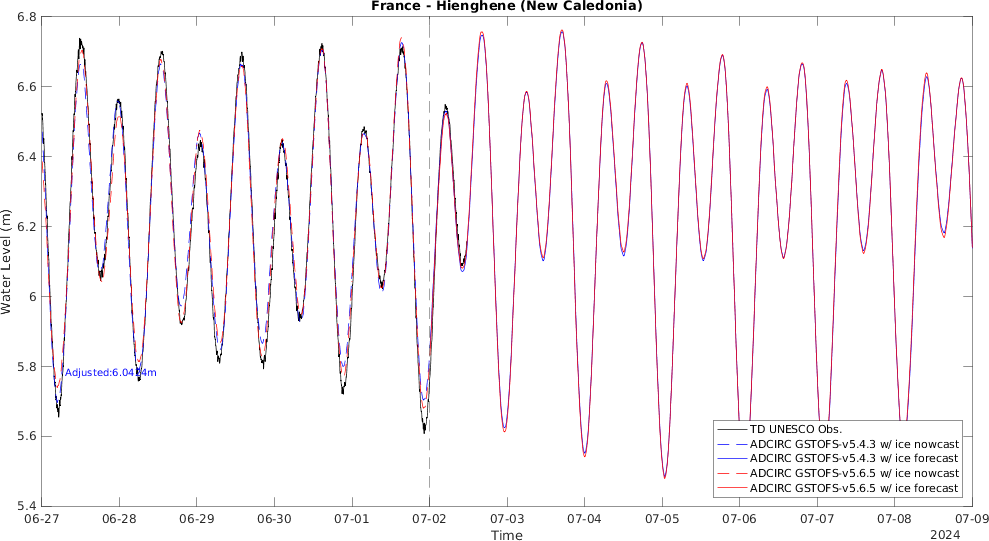 France - Hienghene (New Caledonia)
6.8
6.6
6.4
6.2
6
5.8
5.6
5.4
Water Level (m)
Adjusted:6.0424m
TD UNESCO Obs.
ADCIRC GSTOFS-v5.4.3 w/ ice nowcast
ADCIRC GSTOFS-v5.4.3 w/ ice forecast
ADCIRC GSTOFS-v5.6.5 w/ ice nowcast
ADCIRC GSTOFS-v5.6.5 w/ ice forecast
06-27 06-28 06-29 06-30 07-01 07-02 07-03 07-04 07-05 07-06 07-07 07-08 07-09
Time
2024